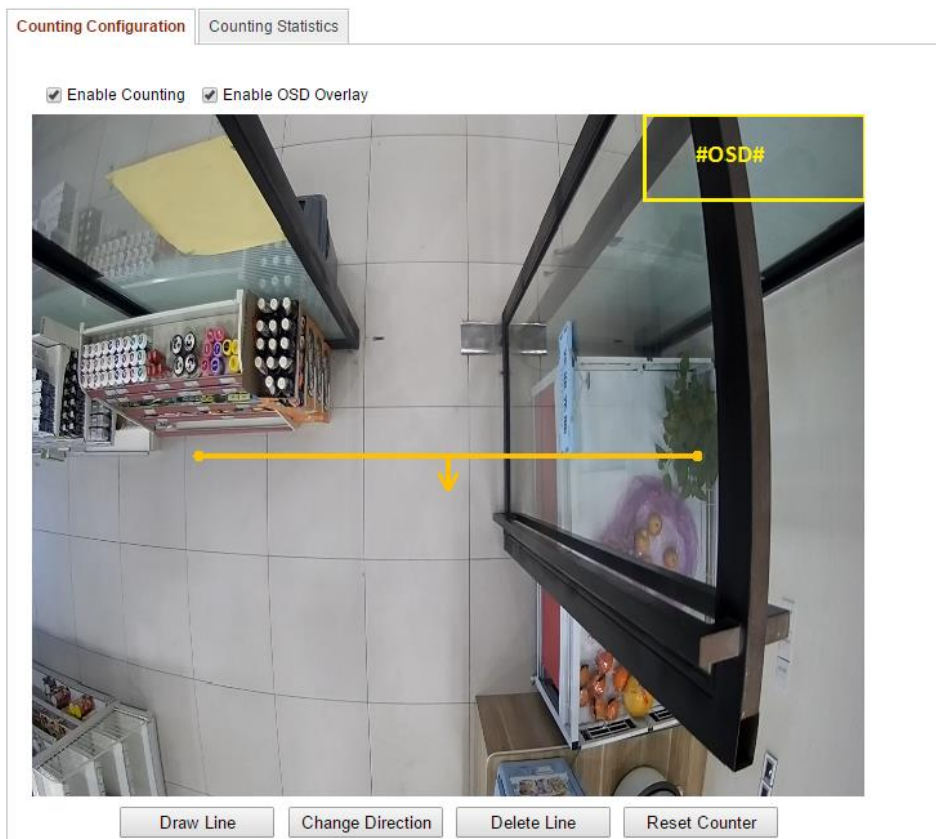 Counting Configuration
Counting Statistics
Enable Counting
Enable OSD Overlay
#OSD#
Draw Line
Change Direction
Delete Line
Reset Counter